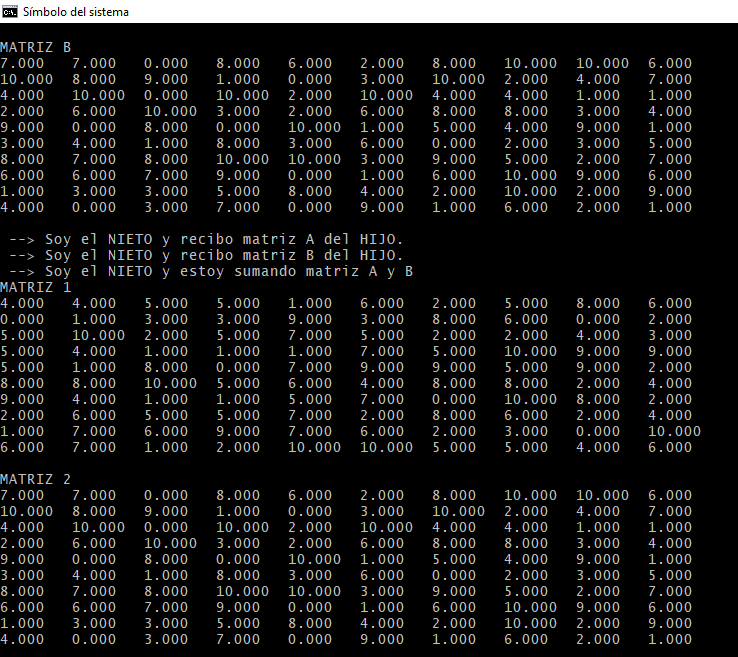 Símbolo del sistema
MATRIZ B
7.000 7.000 0.000 8.000 6.000 2.000 8.000 10.000 10.000 6.000
10.000 8.000 9.000 1.000 0.000 3.000 10.000 2.000 4.000 7.000
4.000 10.000 0.000 10.000 2.000 10.000 4.000 4.000 1.000 1.000
2.000 6.000 10.000 3.000 2.000 6.000 8.000 8.000 3.000 4.000
9.000 0.000 8.000 0.000 10.000 1.000 5.000 4.000 9.000 1.000
3.000 4.000 1.000 8.000 3.000 6.000 0.000 2.000 3.000 5.000
8.000 7.000 8.000 10.000 10.000 3.000 9.000 5.000 2.000 7.000
6.000 6.000 7.000 9.000 0.000 1.000 6.000 10.000 9.000 6.000
1.000 3.000 3.000 5.000 8.000 4.000 2.000 10.000 2.000 9.000
4.000 0.000 3.000 7.000 0.000 9.000 1.000 6.000 2.000 1.000
--> Soy el NIETO y recibo matriz A del HIJO.
--> Soy el NIETO y recibo matriz B del HIJO.
--> Soy el NIETO y estoy sumando matriz A y B
MATRIZ 1
4.000 4.000 5.000 5.000 1.000 6.000 2.000 5.000 8.000 6.000
0.000 1.000 3.000 3.000 9.000 3.000 8.000 6.000 0.000 2.000
5.000 10.000 2.000 5.000 7.000 5.000 2.000 2.000 4.000 3.000
5.000 4.000 1.000 1.000 1.000 7.000 5.000 10.000 9.000 9.000
5.000 1.000 8.000 0.000 7.000 9.000 9.000 5.000 9.000 2.000
8.000 8.000 10.000 5.000 6.000 4.000 8.000 8.000 2.000 4.000
9.000 4.000 1.000 1.000 5.000 7.000 0.000 10.000 8.000 2.000
2.000 6.000 5.000 5.000 7.000 2.000 8.000 6.000 2.000 4.000
1.000 7.000 6.000 9.000 7.000 6.000 2.000 3.000 0.000 10.000
6.000 7.000 1.000 2.000 10.000 10.000 5.000 5.000 4.000 6.000
MATRIZ 2
7.000 7.000 0.000 8.000 6.000 2.000 8.000 10.000 10.000 6.000
10.000 8.000 9.000 1.000 0.000 3.000 10.000 2.000 4.000 7.000
4.000 10.000 0.000 10.000 2.000 10.000 4.000 4.000 1.000 1.000
2.000 6.000 10.000 3.000 2.000 6.000 8.000 8.000 3.000 4.000
9.000 0.000 8.000 0.000 10.000 1.000 5.000 4.000 9.000 1.000
3.000 4.000 1.000 8.000 3.000 6.000 0.000 2.000 3.000 5.000
8.000 7.000 8.000 10.000 10.000 3.000 9.000 5.000 2.000 7.000
6.000 6.000 7.000 9.000 0.000 1.000 6.000 10.000 9.000 6.000
1.000 3.000 3.000 5.000 8.000 4.000 2.000 10.000 2.000 9.000
4.000 0.000 3.000 7.000 0.000 9.000 1.000 6.000 2.000 1.000